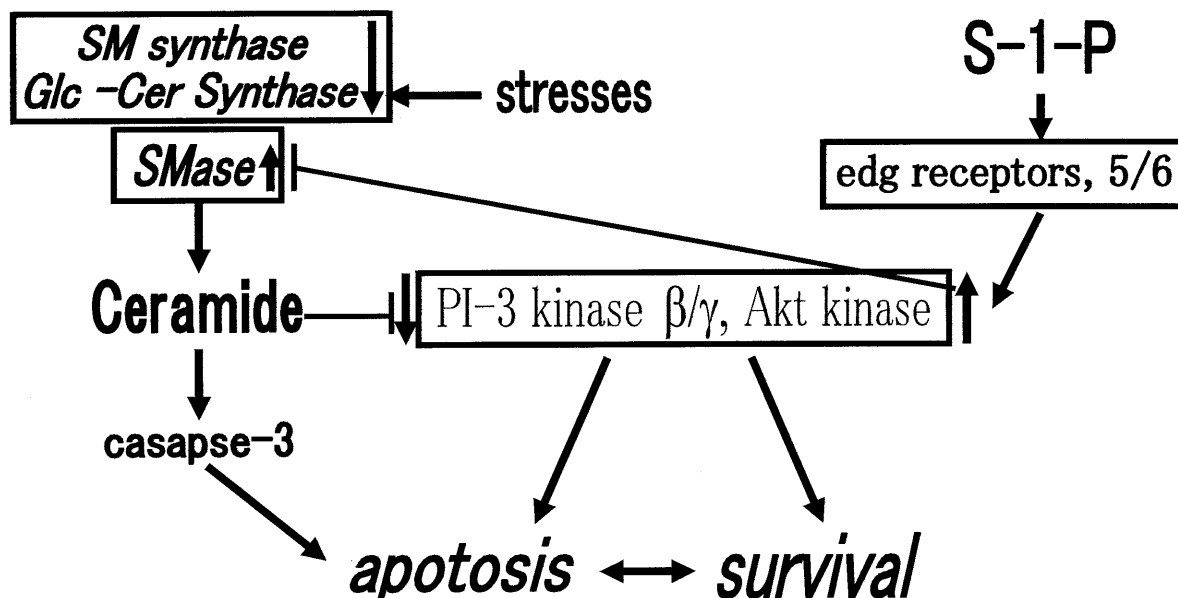 SM synthase
Glc -Cer Synthase
stresses
S-1-P
SMase
edg receptors, 5/6
Ceramide
PI-3 kinase β/γ, Akt kinase
casapse-3
apotosis
survival